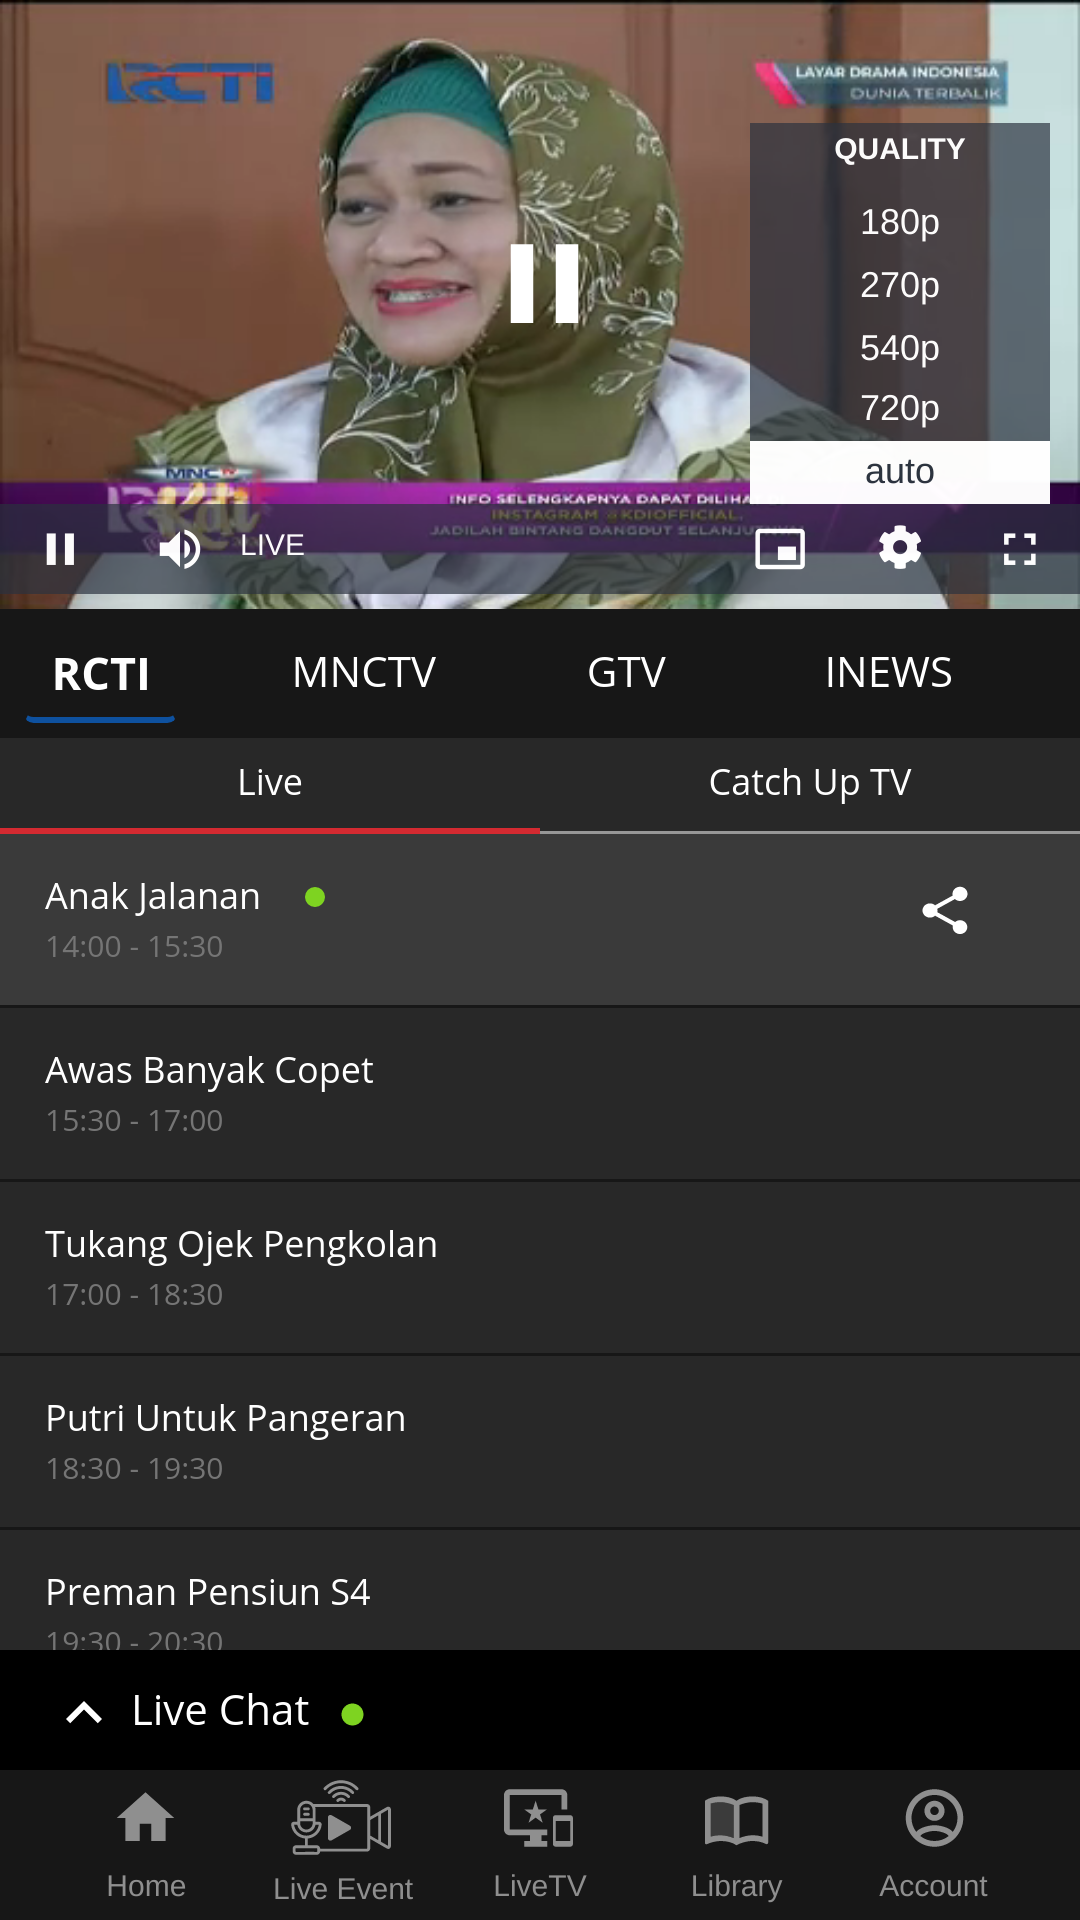 RCTI
LAYAR DRAMA INDONESIA
DUNIA TERBALIK
QUALITY
180p
270p
540p
720p
auto
MNC
KDI
INFO SELENGKAPNYA DAPAT DILIHA
INSTAGRAM @KDIOFFICIAL.
JADILAH BINTANG DANGDUT
LIVE
RCTI MNCTV GTV INEWS
Live Catch Up TV
Anak Jalanan
14:00 - 15:30
Awas Banyak Copet
15:30 - 17:00
Tukang Ojek Pengkolan
17:00 - 18:30
Putri Untuk Pangeran
18:30 - 19:30
Preman Pensiun S4
19:30 - 20:30
Live Chat
Home Live Event LiveTV Library Account